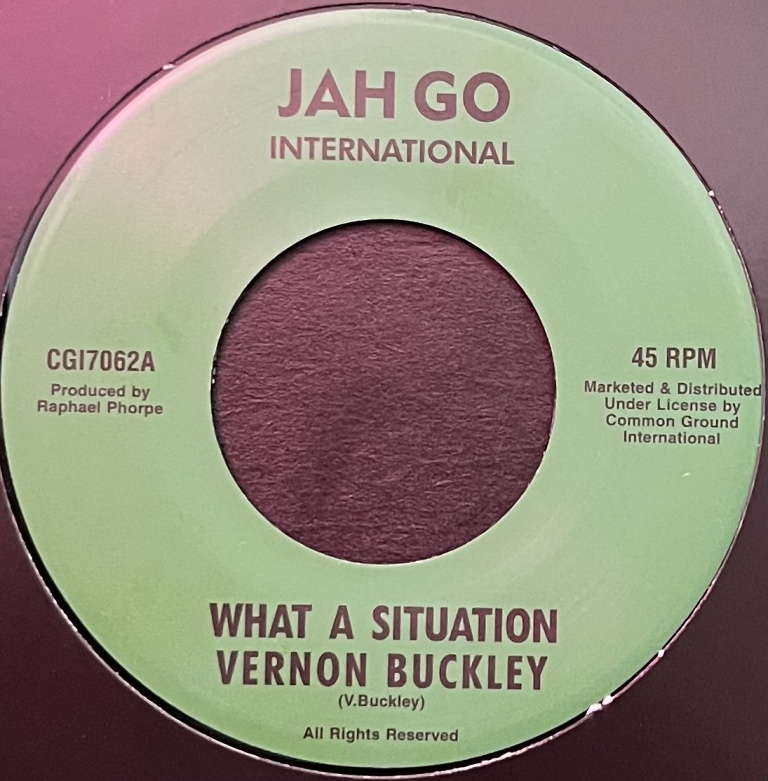 JAH GO
INTERNATIONAL
CGI7062A
Produced by
Raphael Phorpe
45 RPM
Marketed & Distributed
Under License by
Common Ground
International
WHAT A SITUATION
VERNON BUCKLEY
(V.Buckley)
All Rights Reserved